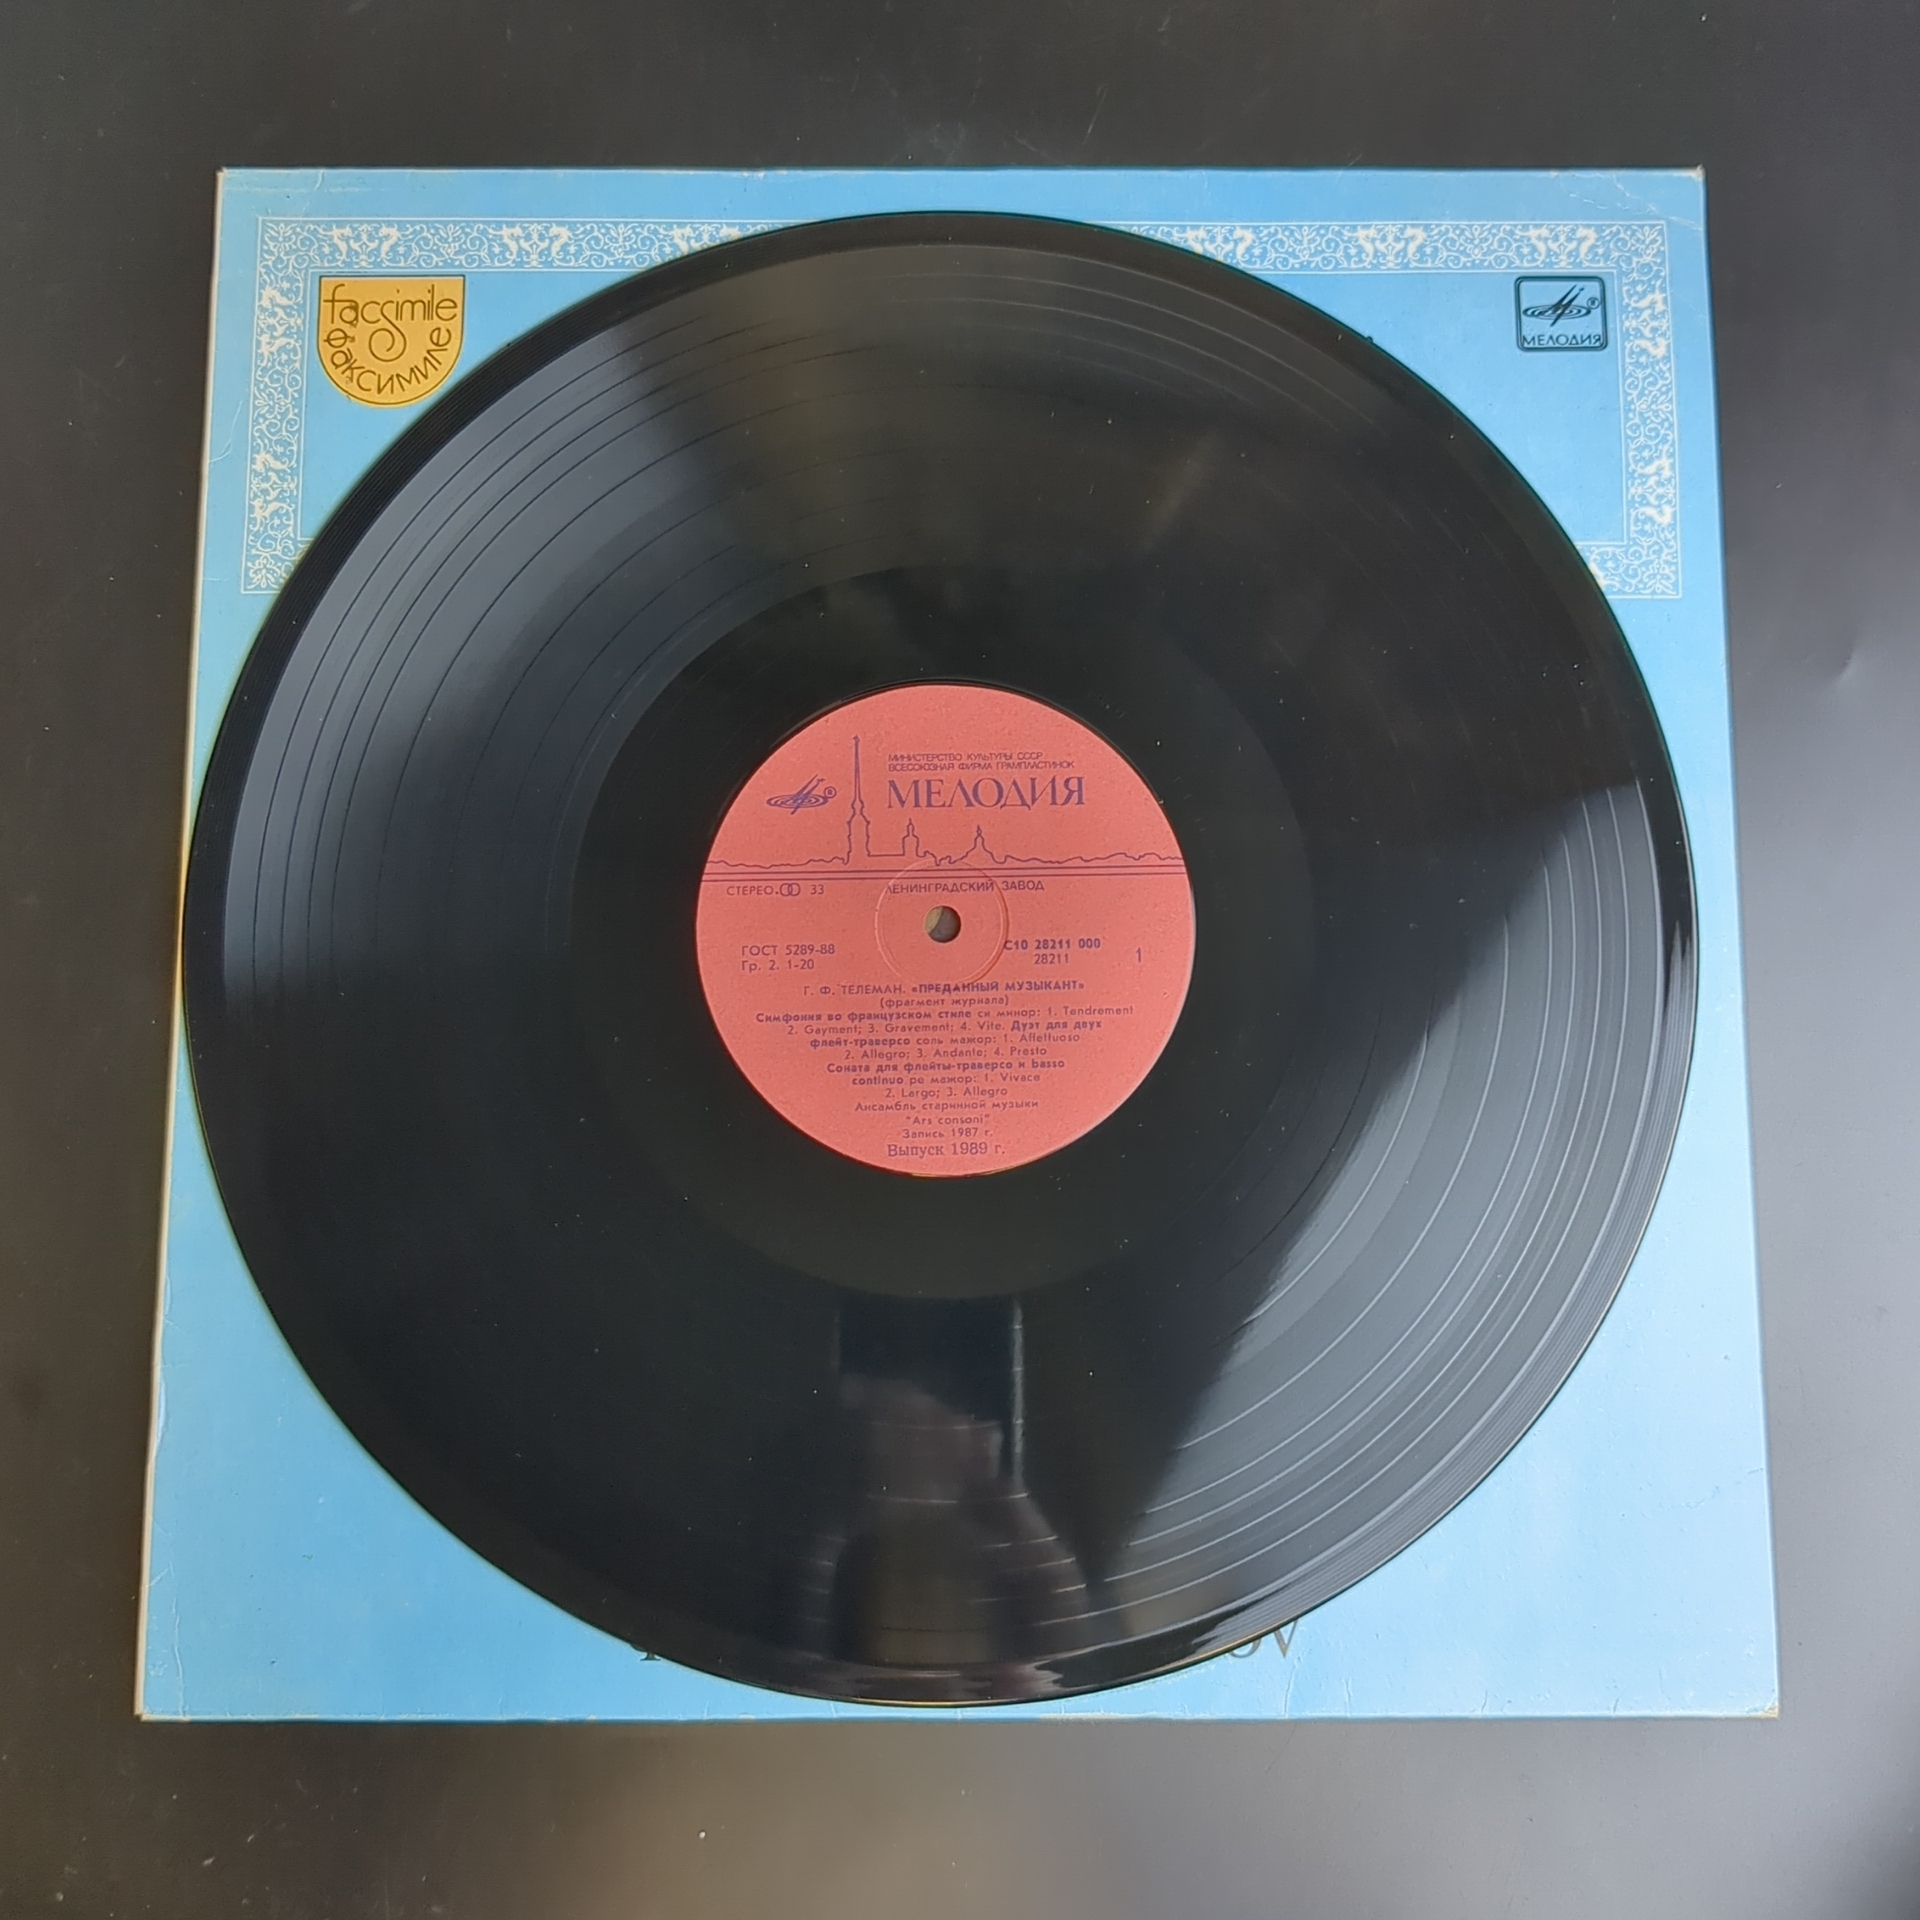 facsimile
факсимиле
МЕЛОДИЯ
МИНИСТЕРСТВО КУЛЬТУРЫ СССР
ВСЕСОЮЗНАЯ ФИРМА ГРАМПЛАСТИНОК
МЕЛОДИЯ
СТЕРЕО 33 ЛЕНИНГРАДСКИЙ ЗАВОД
ГОСТ 5289-88 С10 28211 000
Гр. 2. 1-20 28211 1
Г. Ф. ТЕЛЕМАН. «ПРЕДАННЫЙ МУЗЫКАНТ»
(фрагмент журнала)
Симфония во французском стиле си минор: 1. Tendrement
2. Gayment; 3. Gravement; 4. Vite. Дуэт для двух
флейт-траверсо соль мажор: 1. Affettuoso
2. Allegro; 3. Andante; 4. Presto
Соната для флейты-траверсо и basso
continuo ре мажор: 1. Vivace
2. Largo; 3. Allegro
Ансамбль старинной музыки
"Ars consoni"
Запись 1987 г.
Выпуск 1989 г.